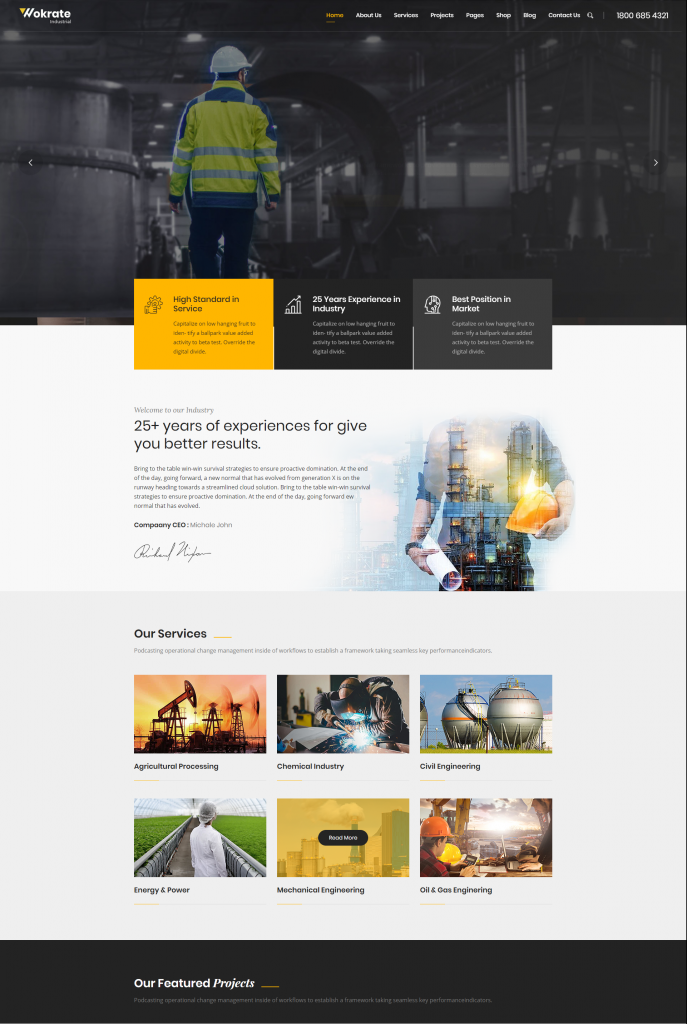 Wokrate
Industrial
Home About Us Services Projects Pages Shop Blog Contact Us 1800 685 4321
High Standard in
Service
Capitalize on low hanging fruit to
iden- tify a ballpark value added
activity to beta test. Override the
digital divide.
25 Years Experience in
Industry
Capitalize on low hanging fruit to
iden- tify a ballpark value added
activity to beta test. Override the
digital divide.
Best Position in
Market
Capitalize on low hanging fruit to
iden- tify a ballpark value added
activity to beta test. Override the
digital divide.
Welcome to our Industry
25+ years of experiences for give
you better results.
Bring to the table win-win survival strategies to ensure proactive domination. At the end
of the day, going forward, a new normal that has evolved from generation X is on the
runway heading towards a streamlined cloud solution. Bring to the table win-win survival
strategies to ensure proactive domination. At the end of the day, going forward ew
normal that has evolved.
Compaany CEO : Michale John
Richard Nixon
Our Services
Podcasting operational change management inside of workflows to establish a framework taking seamless key performanceindicators.
Agricultural Processing
Chemical Industry
Civil Engineering
Read More
Energy & Power
Mechanical Engineering
Oil & Gas Enginering
Our Featured Projects
Podcasting operational change management inside of workflows to establish a framework taking seamless key performanceindicators.